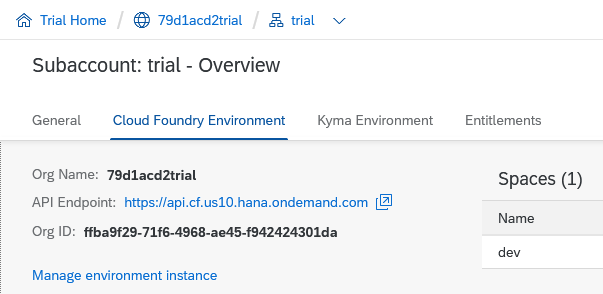 Trial Home / 79d1acd2trial / trial
Subaccount: trial - Overview
General Cloud Foundry Environment Kyma Environment Entitlements
Org Name: 79d1acd2trial
API Endpoint: https://api.cf.us10.hana.ondemand.com
Org ID: ffba9f29-71f6-4968-ae45-f942424301da
Manage environment instance
Spaces (1)
Name
dev